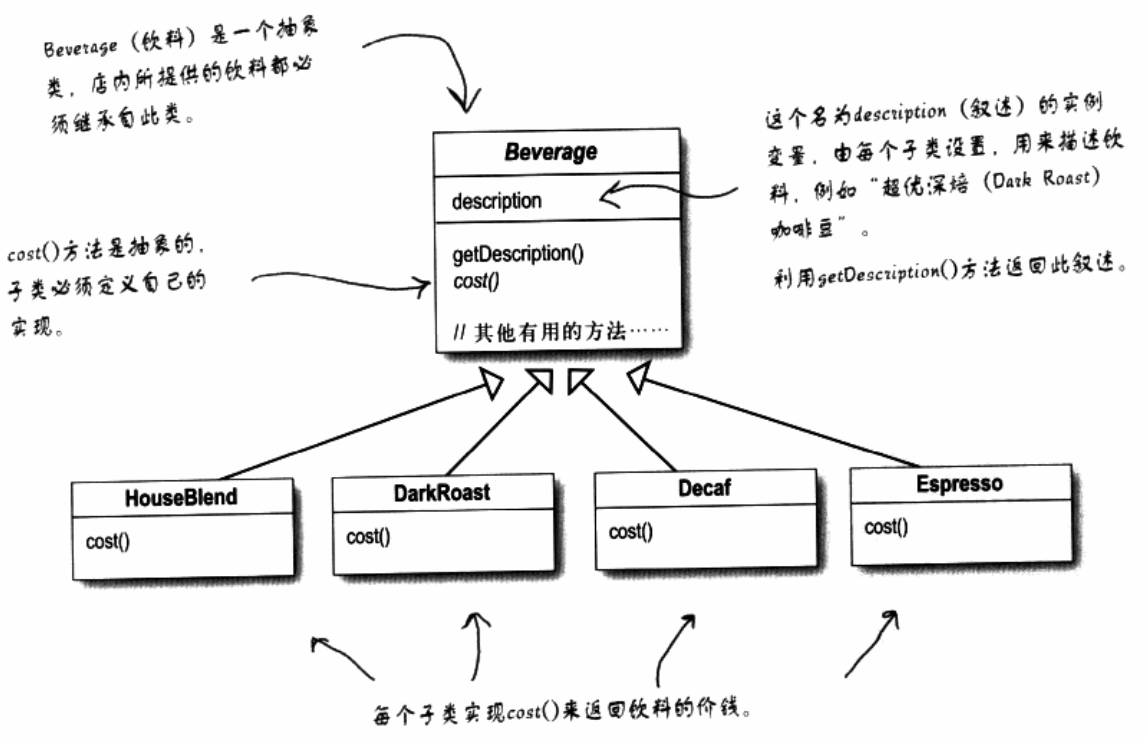 Beverage（饮料）是一个抽象
类，店内所提供的饮料都必
须继承自此类。
这个名为description（叙述）的实例
变量，由每个子类设置，用来描述饮
料，例如“超优深焙（Dark Roast）
咖啡豆”。
利用getDescription()方法返回此叙述。
cost()方法是抽象的，
子类必须定义自己的
实现。
Beverage
description
getDescription()
cost()
// 其他有用的方法……
HouseBlend
cost()
DarkRoast
cost()
Decaf
cost()
Espresso
cost()
每个子类实现cost()来返回饮料的价钱。